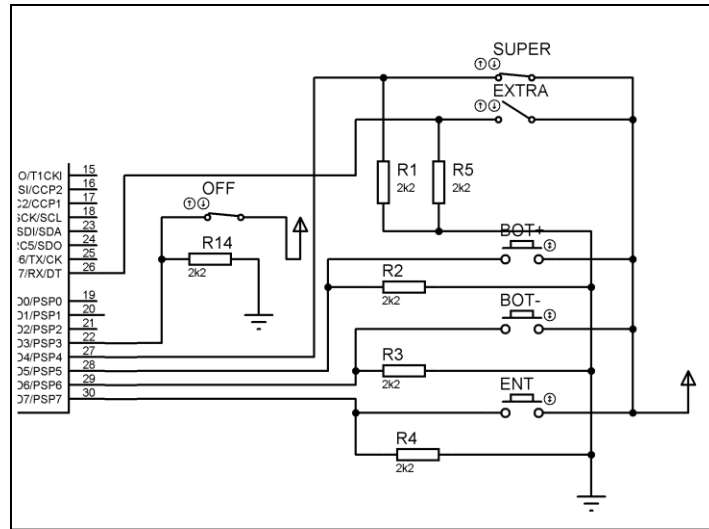 SUPER
EXTRA
O/T1CKI 15
SI/CCP2 16
C2/CCP1 17
SCK/SCL 18
SDI/SDA 23
RC5/SDO 24
6/TX/CK 25
7/RX/DT 26
D0/PSP0 19
D1/PSP1 20
D2/PSP2 21
D3/PSP3 22
D4/PSP4 27
D5/PSP5 28
D6/PSP6 29
D7/PSP7 30
OFF
R14
2k2
R1
2k2
R5
2k2
BOT+
R2
2k2
BOT-
R3
2k2
ENT
R4
2k2